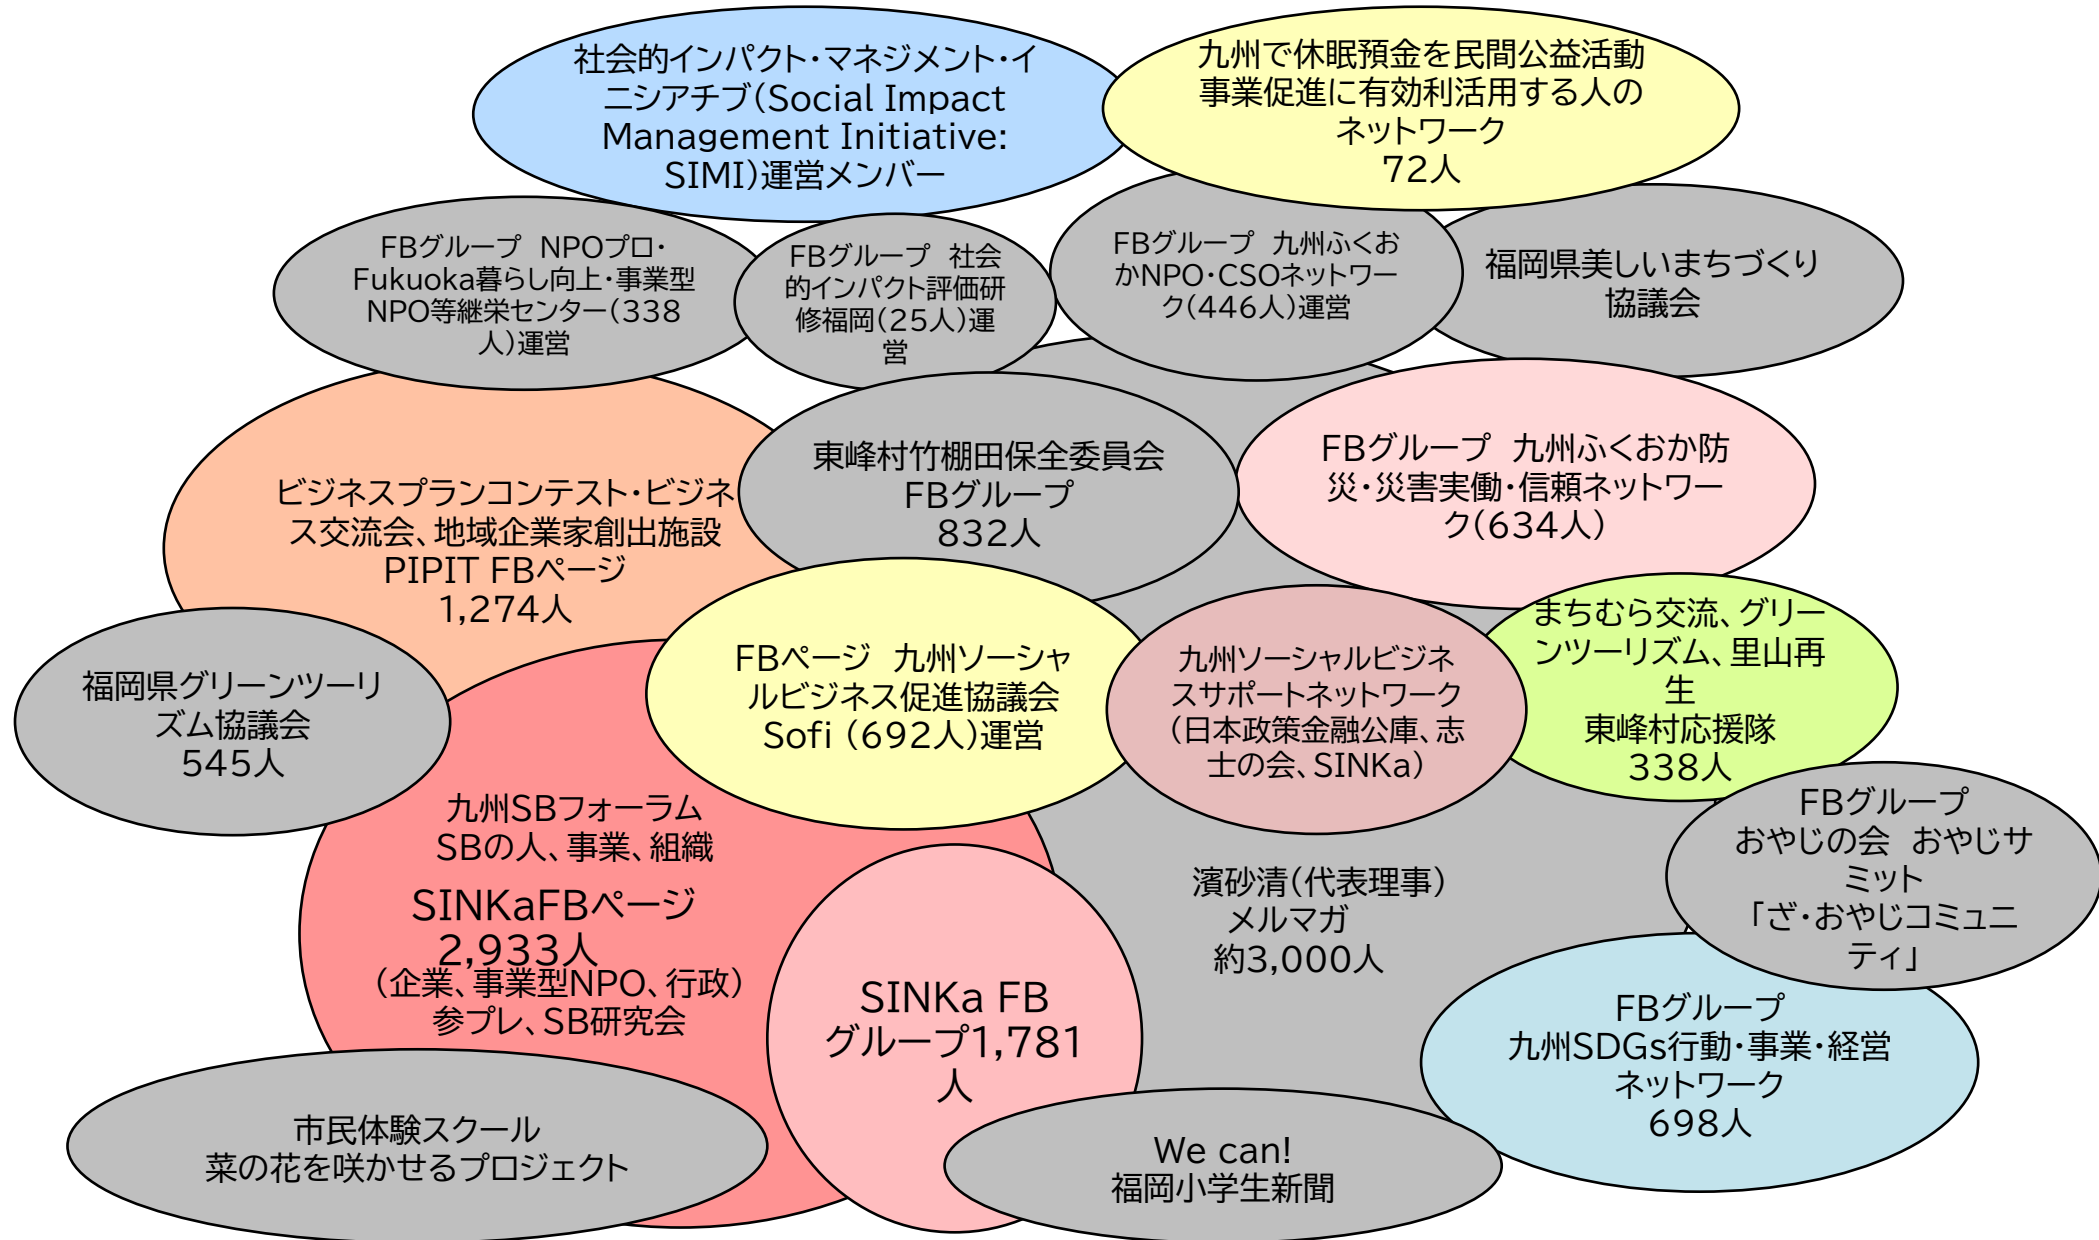 社会的インパクト・マネジメント・イ
ニシアチブ（Social Impact
Management Initiative:
SIMI）運営メンバー
九州で休眠預金を民間公益活動
事業促進に有効利活用する人の
ネットワーク
72人
FBグループ　NPOプロ・
Fukuoka暮らし向上・事業型
NPO等継栄センター（338
人）運営
FBグループ　社会
的インパクト評価研
修福岡（25人）運
営
FBグループ　九州ふくお
かNPO・CSOネットワー
ク（446人）運営
福岡県美しいまちづくり
協議会
ビジネスプランコンテスト・ビジネ
ス交流会、地域企業家創出施設
PIPIT FBページ
1,274人
東峰村竹棚田保全委員会
FBグループ
832人
FBグループ　九州ふくおか防
災・災害実働・信頼ネットワー
ク（634人）
福岡県グリーンツーリ
ズム協議会
545人
FBページ　九州ソーシャ
ルビジネス促進協議会
Sofi（692人）運営
九州ソーシャルビジネ
スサポートネットワーク
（日本政策金融公庫、志
士の会、SINKa）
まちむら交流、グリー
ンツーリズム、里山再
生
東峰村応援隊
338人
九州SBフォーラム
SBの人、事業、組織
SINKaFBページ
2,933人
（企業、事業型NPO、行政）
参プレ、SB研究会
濱砂清（代表理事）
メルマガ
約3,000人
FBグループ
おやじの会　おやじサ
ミット
「ざ・おやじコミュニ
ティ」
SINKa FB
グループ1,781
人
FBグループ
九州SDGs行動・事業・経営
ネットワーク
698人
市民体験スクール
菜の花を咲かせるプロジェクト
We can!
福岡小学生新聞